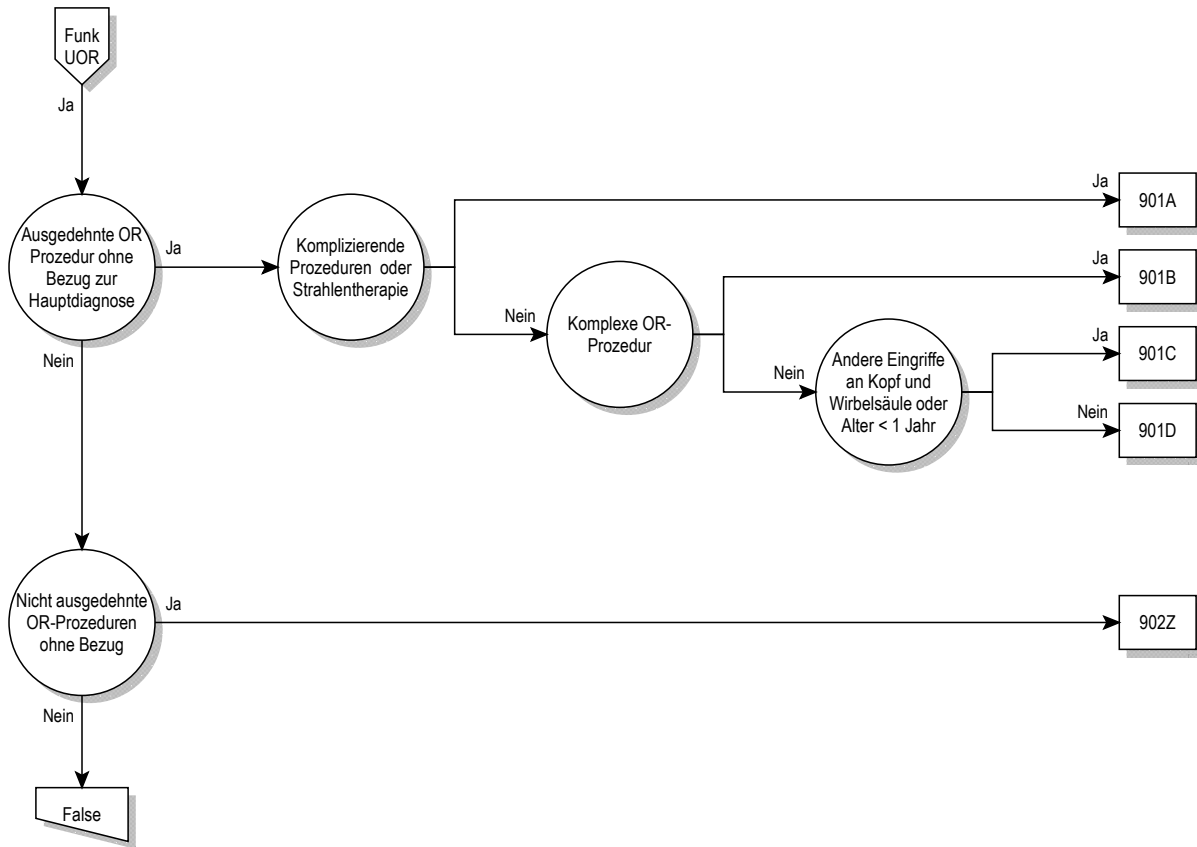 Funk
UOR
Ja
Ausgedehnte OR
Prozedur ohne
Bezug zur
Hauptdiagnose
Ja
Komplizierende
Prozeduren oder
Strahlentherapie
Ja
901A
Nein
Komplexe OR-
Prozedur
Ja
901B
Nein
Andere Eingriffe
an Kopf und
Wirbelsäule oder
Alter < 1 Jahr
Ja
901C
Nein
901D
Nein
Nicht ausgedehnte
OR-Prozeduren
ohne Bezug
Ja
902Z
Nein
False